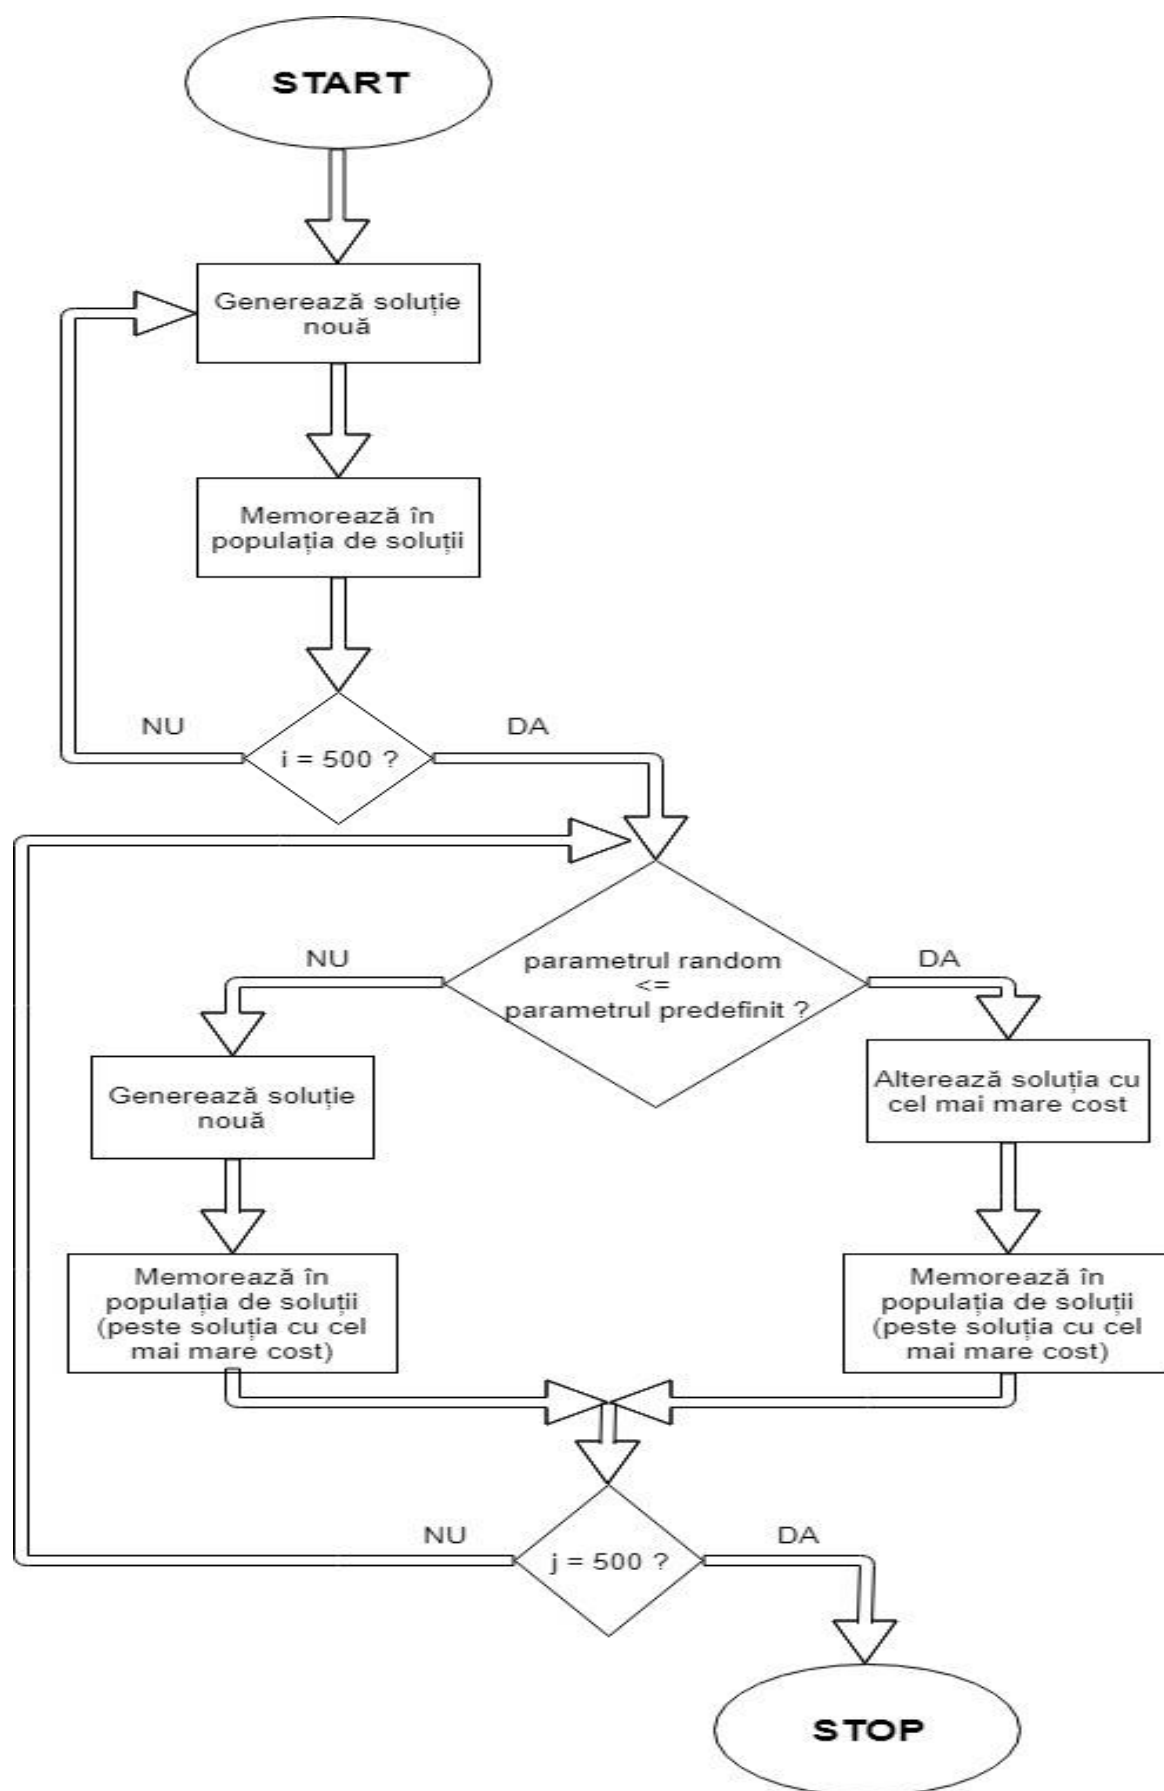 START
Generează soluție
nouă
Memorează în
populația de soluții
NU
DA
i = 500 ?
NU
parametrul random
<=
parametrul predefinit ?
DA
Generează soluție
nouă
Alterează soluția cu
cel mai mare cost
Memorează în
populația de soluții
(peste soluția cu cel
mai mare cost)
Memorează în
populația de soluții
(peste soluția cu cel
mai mare cost)
NU
DA
j = 500 ?
STOP